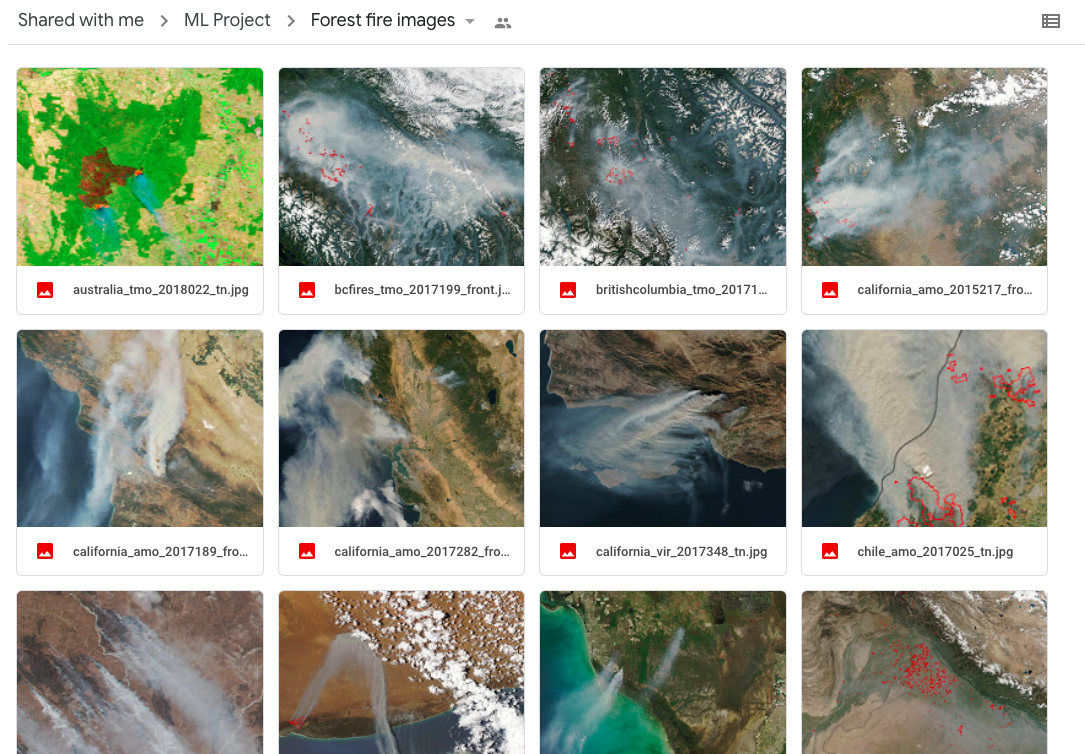 Shared with me > ML Project > Forest fire images
australia_tmo_2018022_tn.jpg
bcfires_tmo_2017199_front.j...
britishcolumbia_tmo_20171...
california_amo_2015217_fro...
california_amo_2017189_fro...
california_amo_2017282_fro...
california_vir_2017348_tn.jpg
chile_amo_2017025_tn.jpg